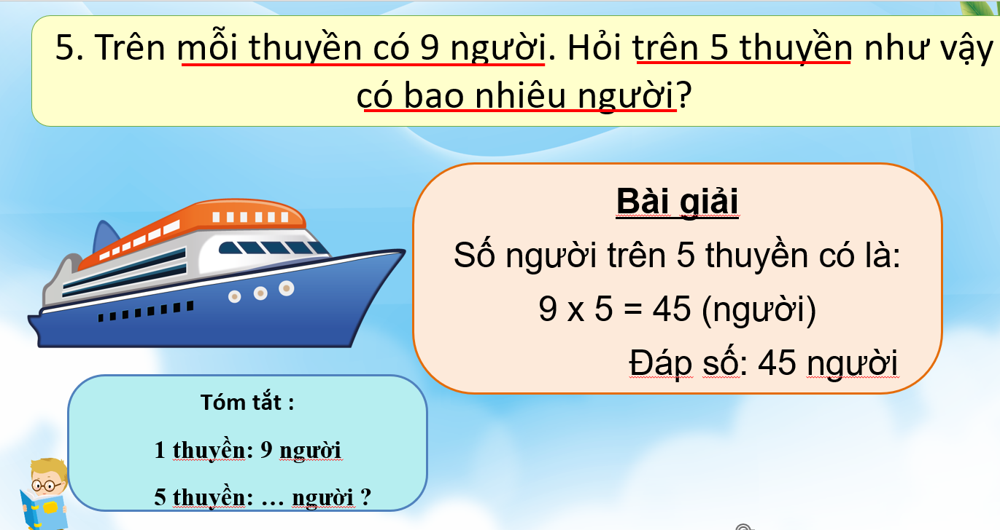 5. Trên mỗi thuyền có 9 người. Hỏi trên 5 thuyền như vậy
có bao nhiêu người?
Bài giải
Số người trên 5 thuyền có là:
9 x 5 = 45 (người)
Đáp số: 45 người
Tóm tắt :
1 thuyền: 9 người
5 thuyền: … người ?